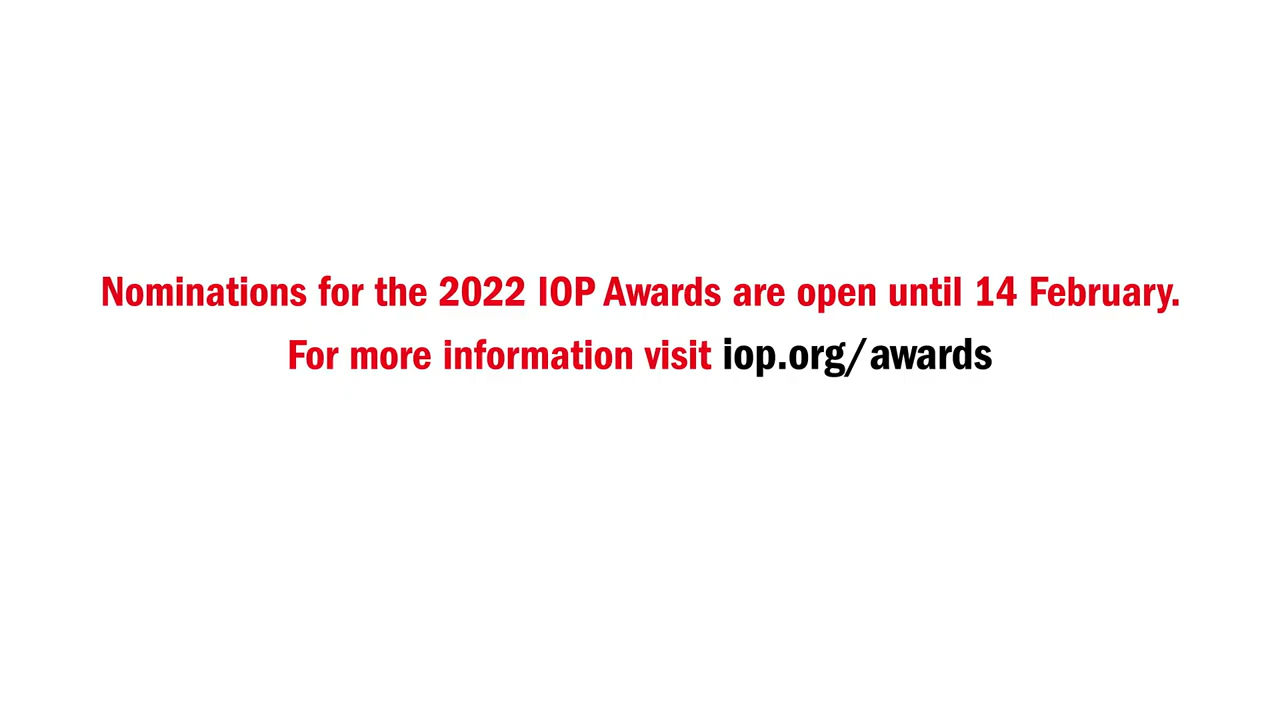 Nominations for the 2022 IOP Awards are open until 14 February.
For more information visit iop.org/awards